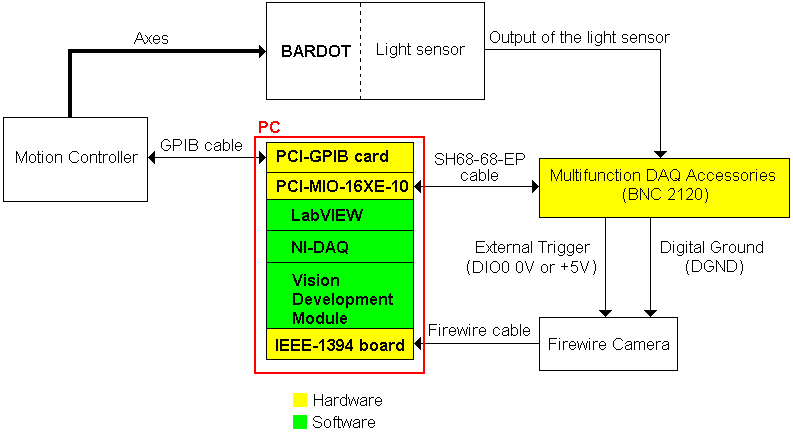 Axes
BARDOT
Light sensor
Output of the light sensor
PC
Motion Controller
GPIB cable
PCI-GPIB card
PCI-MIO-16XE-10
LabVIEW
NI-DAQ
Vision
Development
Module
IEEE-1394 board
SH68-68-EP
cable
Multifunction DAQ Accessories
(BNC 2120)
External Trigger
(DIO0 0V or +5V)
Digital Ground
(DGND)
Firewire cable
Firewire Camera
Hardware
Software